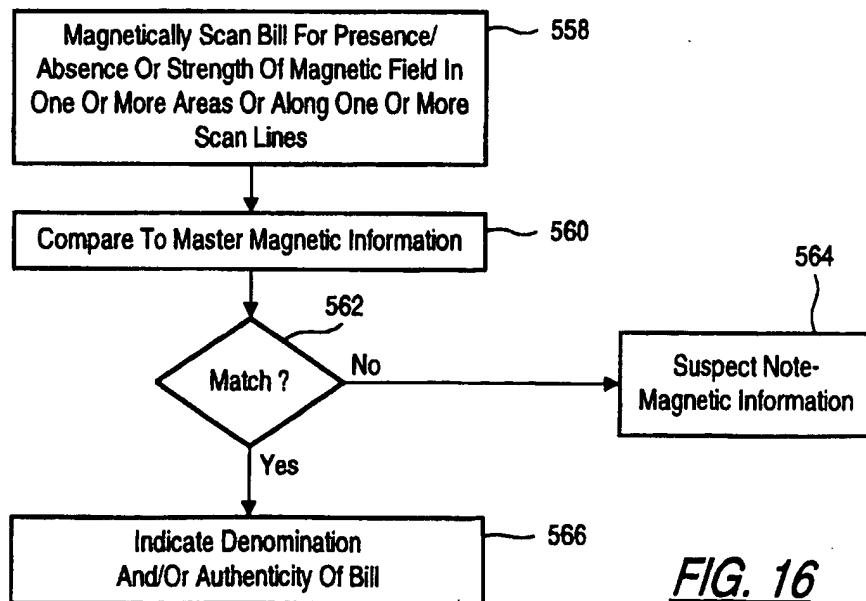 Magnetically Scan Bill For Presence/
Absence Or Strength Of Magnetic Field In
One Or More Areas Or Along One Or More
Scan Lines
558
Compare To Master Magnetic Information
560
562
Match ?
No
564
Suspect Note-
Magnetic Information
Yes
Indicate Denomination
And/Or Authenticity Of Bill
566
FIG. 16